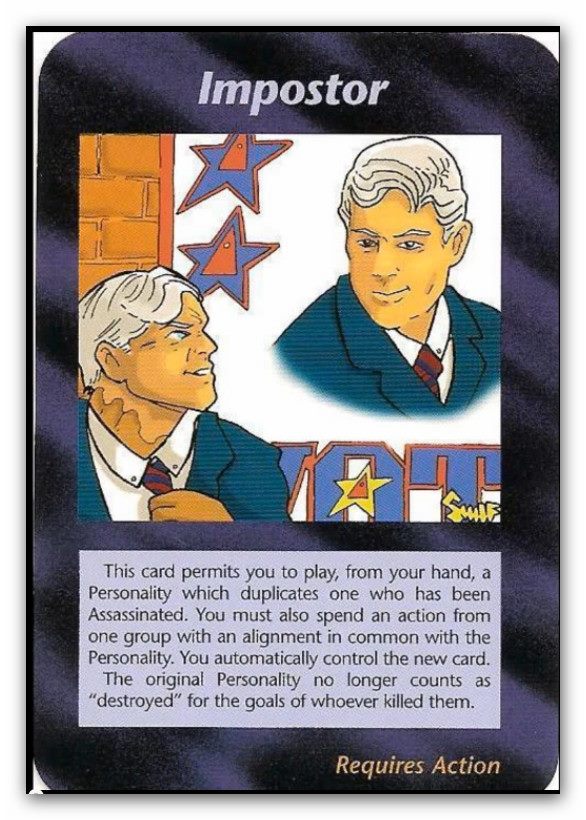 Impostor
VOTE
This card permits you to play, from your hand, a
Personality which duplicates one who has been
Assassinated. You must also spend an action from
one group with an alignment in common with the
Personality. You automatically control the new card.
The original Personality no longer counts as
“destroyed” for the goals of whoever killed them.
Requires Action